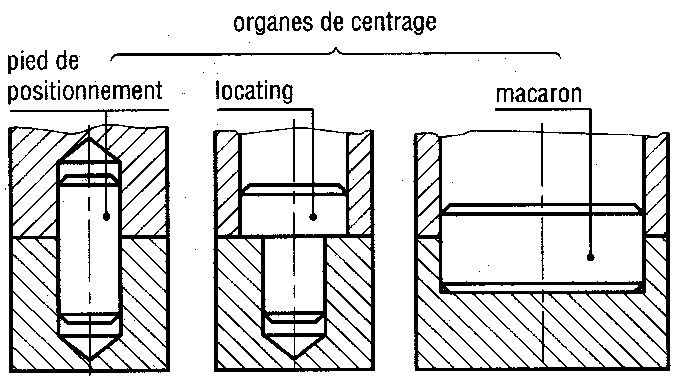 organes de centrage
pied de
positionnement
locating
macaron